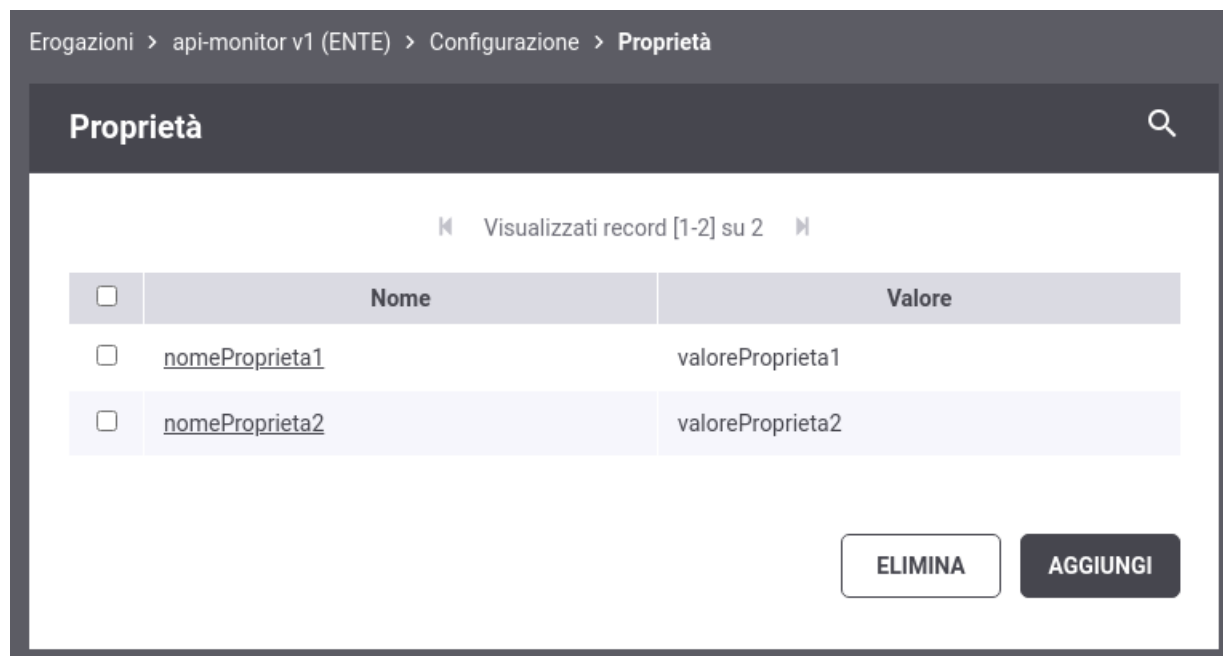 Erogazioni > api-monitor v1 (ENTE) > Configurazione > Proprietà
Proprietà
Visualizzati record [1-2] su 2
Nome Valore
nomeProprieta1 valoreProprieta1
nomeProprieta2 valoreProprieta2
ELIMINA AGGIUNGI